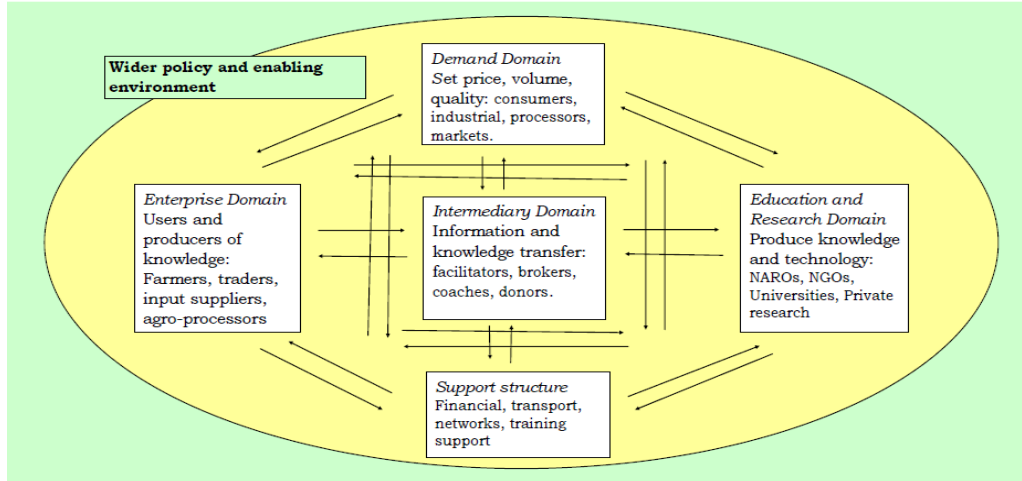 Wider policy and enabling
environment
Demand Domain
Set price, volume,
quality: consumers,
industrial, processors,
markets.
Enterprise Domain
Users and
producers of
knowledge:
Farmers, traders,
input suppliers,
agro-processors
Intermediary Domain
Information and
knowledge transfer:
facilitators, brokers,
coaches, donors.
Education and
Research Domain
Produce knowledge
and technology:
NAROs, NGOs,
Universities, Private
research
Support structure
Financial, transport,
networks, training
support